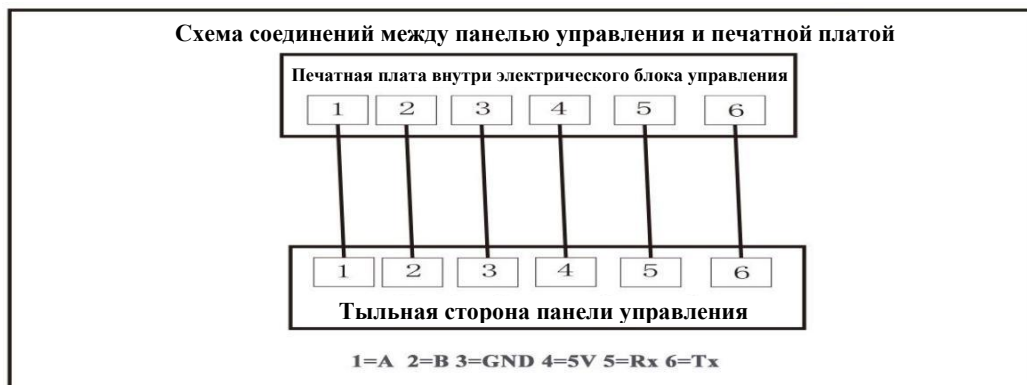 Схема соединений между панелью управления и печатной платой
Печатная плата внутри электрического блока управления
1 2 3 4 5 6
1 2 3 4 5 6
Тыльная сторона панели управления
1=A 2=B 3=GND 4=5V 5=Rx 6=Tx